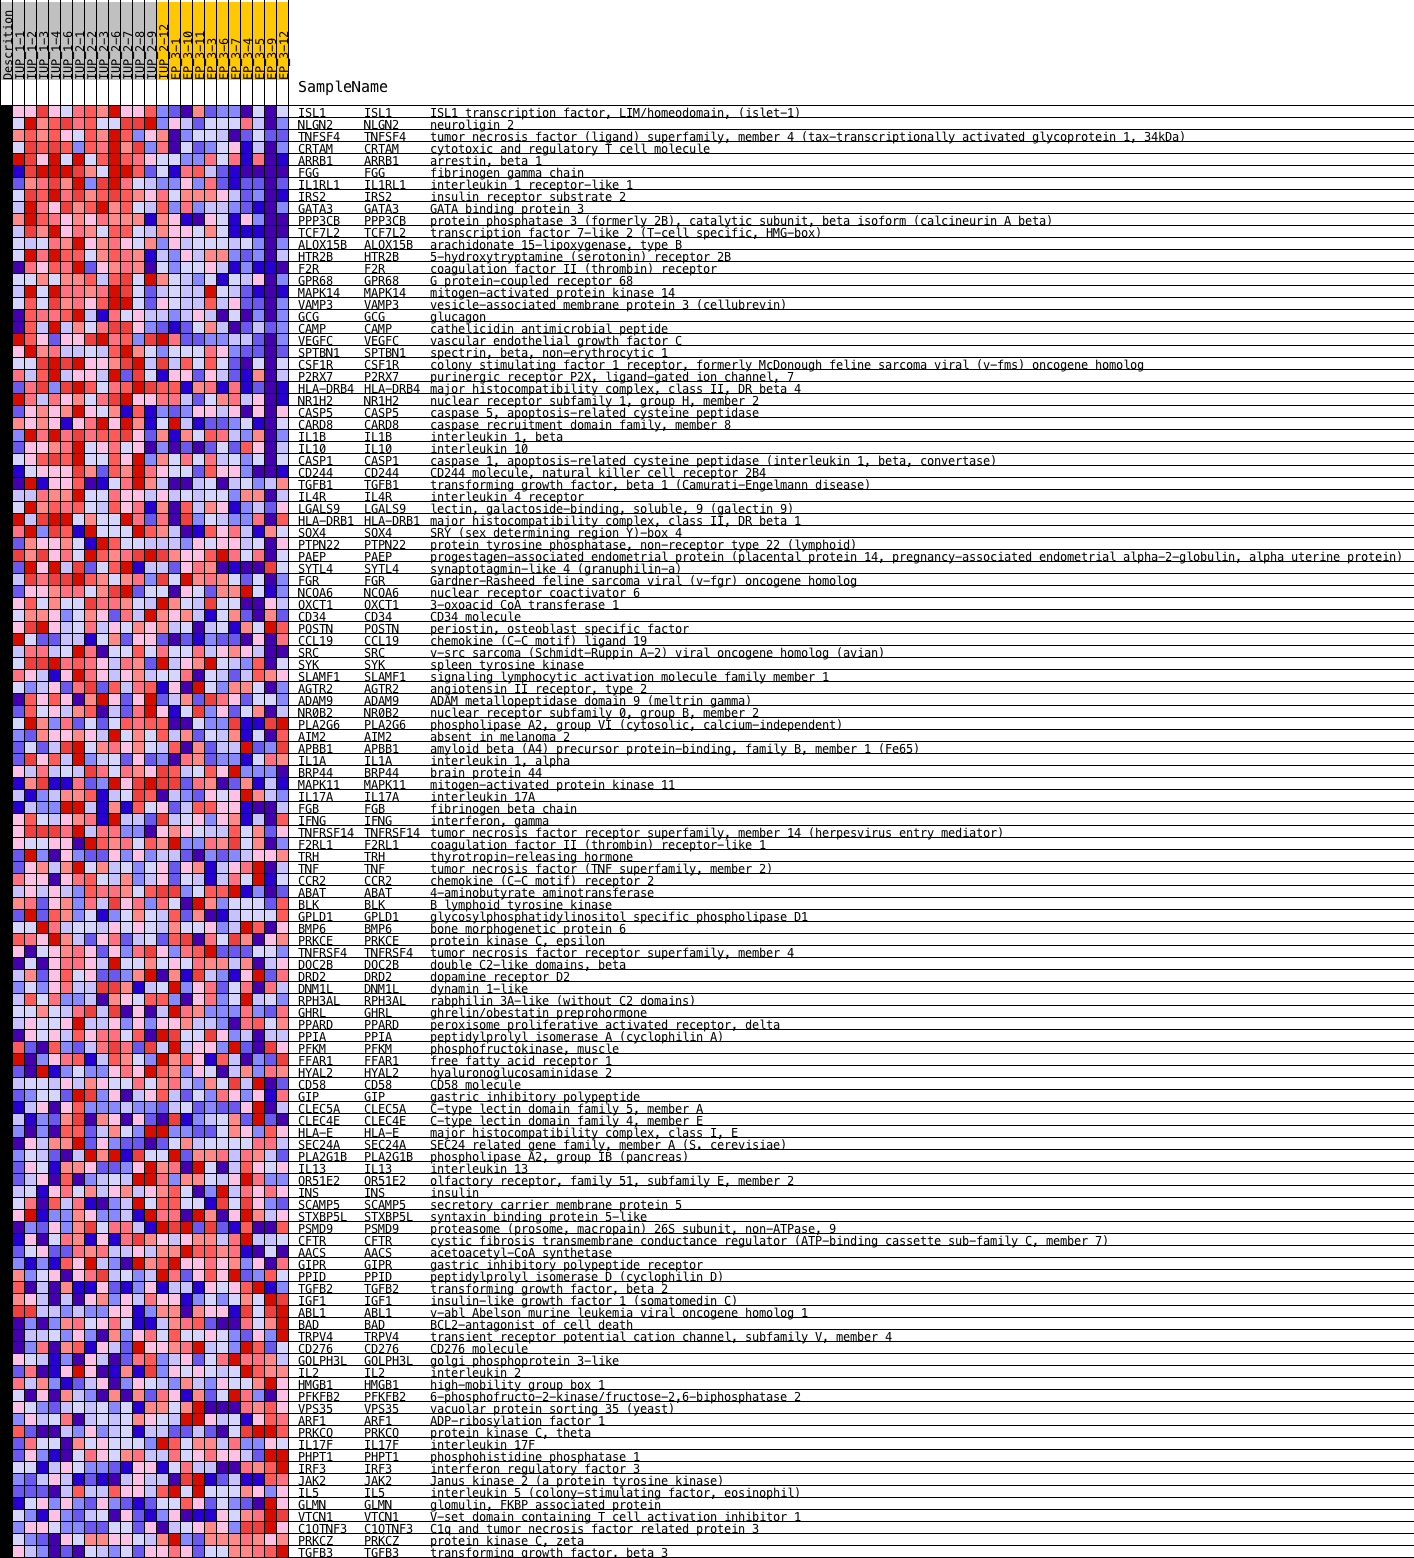 Descrition
IUP_1-1
IUP_1-2
IUP_1-3
IUP_1-4
IUP_1-6
IUP_2-1
IUP_2-2
IUP_2-3
IUP_2-6
IUP_2-7
IUP_2-8
IUP_2-9
IUP_2-12
EP_3-1
EP_3-10
EP_3-11
EP_3-3
EP_3-6
EP_3-7
EP_3-4
EP_3-5
EP_3-9
EP_3-12
SampleName
ISL1 ISL1 ISL1 transcription factor, LIM/homeodomain, (islet-1)
NLGN2 NLGN2 neuroligin 2
TNFSF4 TNFSF4 tumor necrosis factor (ligand) superfamily, member 4 (tax-transcriptionally activated glycoprotein 1, 34kDa)
CRTAM CRTAM cytotoxic and regulatory T cell molecule
ARRB1 ARRB1 arrestin, beta 1
FGG FGG fibrinogen gamma chain
IL1RL1 IL1RL1 interleukin 1 receptor-like 1
IRS2 IRS2 insulin receptor substrate 2
GATA3 GATA3 GATA binding protein 3
PPP3CB PPP3CB protein phosphatase 3 (formerly 2B), catalytic subunit, beta isoform (calcineurin A beta)
TCF7L2 TCF7L2 transcription factor 7-like 2 (T-cell specific, HMG-box)
ALOX15B ALOX15B arachidonate 15-lipoxygenase, type B
HTR2B HTR2B 5-hydroxytryptamine (serotonin) receptor 2B
F2R F2R coagulation factor II (thrombin) receptor
GPR68 GPR68 G protein-coupled receptor 68
MAPK14 MAPK14 mitogen-activated protein kinase 14
VAMP3 VAMP3 vesicle-associated membrane protein 3 (cellubrevin)
GCG GCG glucagon
CAMP CAMP cathelicidin antimicrobial peptide
VEGFC VEGFC vascular endothelial growth factor C
SPTBN1 SPTBN1 spectrin, beta, non-erythrocytic 1
CSF1R CSF1R colony stimulating factor 1 receptor, formerly McDonough feline sarcoma viral (v-fms) oncogene homolog
P2RX7 P2RX7 purinergic receptor P2X, ligand-gated ion channel, 7
HLA-DRB4 HLA-DRB4 major histocompatibility complex, class II, DR beta 4
NR1H2 NR1H2 nuclear receptor subfamily 1, group H, member 2
CASP5 CASP5 caspase 5, apoptosis-related cysteine peptidase
CARD8 CARD8 caspase recruitment domain family, member 8
IL1B IL1B interleukin 1, beta
IL10 IL10 interleukin 10
CASP1 CASP1 caspase 1, apoptosis-related cysteine peptidase (interleukin 1, beta, convertase)
CD244 CD244 CD244 molecule, natural killer cell receptor 2B4
TGFB1 TGFB1 transforming growth factor, beta 1 (Camurati-Engelmann disease)
IL4R IL4R interleukin 4 receptor
LGALS9 LGALS9 lectin, galactoside-binding, soluble, 9 (galectin 9)
HLA-DRB1 HLA-DRB1 major histocompatibility complex, class II, DR beta 1
SOX4 SOX4 SRY (sex determining region Y)-box 4
PTPN22 PTPN22 protein tyrosine phosphatase, non-receptor type 22 (lymphoid)
PAEP PAEP progestagen-associated endometrial protein (placental protein 14, pregnancy-associated endometrial alpha-2-globulin, alpha uterine protein)
SYTL4 SYTL4 synaptotagmin-like 4 (granuphilin-a)
FGR FGR Gardner-Rasheed feline sarcoma viral (v-fgr) oncogene homolog
NCOA6 NCOA6 nuclear receptor coactivator 6
OXCT1 OXCT1 3-oxoacid CoA transferase 1
CD34 CD34 CD34 molecule
POSTN POSTN periostin, osteoblast specific factor
CCL19 CCL19 chemokine (C-C motif) ligand 19
SRC SRC v-src sarcoma (Schmidt-Ruppin A-2) viral oncogene homolog (avian)
SYK SYK spleen tyrosine kinase
SLAMF1 SLAMF1 signaling lymphocytic activation molecule family member 1
AGTR2 AGTR2 angiotensin II receptor, type 2
ADAM9 ADAM9 ADAM metallopeptidase domain 9 (meltrin gamma)
NR0B2 NR0B2 nuclear receptor subfamily 0, group B, member 2
PLA2G6 PLA2G6 phospholipase A2, group VI (cytosolic, calcium-independent)
AIM2 AIM2 absent in melanoma 2
APBB1 APBB1 amyloid beta (A4) precursor protein-binding, family B, member 1 (Fe65)
IL1A IL1A interleukin 1, alpha
BRP44 BRP44 brain protein 44
MAPK11 MAPK11 mitogen-activated protein kinase 11
IL17A IL17A interleukin 17A
FGB FGB fibrinogen beta chain
IFNG IFNG interferon, gamma
TNFRSF14 TNFRSF14 tumor necrosis factor receptor superfamily, member 14 (herpesvirus entry mediator)
F2RL1 F2RL1 coagulation factor II (thrombin) receptor-like 1
TRH TRH thyrotropin-releasing hormone
TNF TNF tumor necrosis factor (TNF superfamily, member 2)
CCR2 CCR2 chemokine (C-C motif) receptor 2
ABAT ABAT 4-aminobutyrate aminotransferase
BLK BLK B lymphoid tyrosine kinase
GPLD1 GPLD1 glycosylphosphatidylinositol specific phospholipase D1
BMP6 BMP6 bone morphogenetic protein 6
PRKCE PRKCE protein kinase C, epsilon
TNFRSF4 TNFRSF4 tumor necrosis factor receptor superfamily, member 4
DOC2B DOC2B double C2-like domains, beta
DRD2 DRD2 dopamine receptor D2
DNM1L DNM1L dynamin 1-like
RPH3AL RPH3AL rabphilin 3A-like (without C2 domains)
GHRL GHRL ghrelin/obestatin preprohormone
PPARD PPARD peroxisome proliferative activated receptor, delta
PPIA PPIA peptidylprolyl isomerase A (cyclophilin A)
PFKM PFKM phosphofructokinase, muscle
FFAR1 FFAR1 free fatty acid receptor 1
HYAL2 HYAL2 hyaluronoglucosaminidase 2
CD58 CD58 CD58 molecule
GIP GIP gastric inhibitory polypeptide
CLEC5A CLEC5A C-type lectin domain family 5, member A
CLEC4E CLEC4E C-type lectin domain family 4, member E
HLA-E HLA-E major histocompatibility complex, class I, E
SEC24A SEC24A SEC24 related gene family, member A (S. cerevisiae)
PLA2G1B PLA2G1B phospholipase A2, group IB (pancreas)
IL13 IL13 interleukin 13
OR51E2 OR51E2 olfactory receptor, family 51, subfamily E, member 2
INS INS insulin
SCAMP5 SCAMP5 secretory carrier membrane protein 5
STXBP5L STXBP5L syntaxin binding protein 5-like
PSMD9 PSMD9 proteasome (prosome, macropain) 26S subunit, non-ATPase, 9
CFTR CFTR cystic fibrosis transmembrane conductance regulator (ATP-binding cassette sub-family C, member 7)
AACS AACS acetoacetyl-CoA synthetase
GIPR GIPR gastric inhibitory polypeptide receptor
PPID PPID peptidylprolyl isomerase D (cyclophilin D)
TGFB2 TGFB2 transforming growth factor, beta 2
IGF1 IGF1 insulin-like growth factor 1 (somatomedin C)
ABL1 ABL1 v-abl Abelson murine leukemia viral oncogene homolog 1
BAD BAD BCL2-antagonist of cell death
TRPV4 TRPV4 transient receptor potential cation channel, subfamily V, member 4
CD276 CD276 CD276 molecule
GOLPH3L GOLPH3L golgi phosphoprotein 3-like
IL2 IL2 interleukin 2
HMGB1 HMGB1 high-mobility group box 1
PFKFB2 PFKFB2 6-phosphofructo-2-kinase/fructose-2,6-biphosphatase 2
VPS35 VPS35 vacuolar protein sorting 35 (yeast)
ARF1 ARF1 ADP-ribosylation factor 1
PRKCQ PRKCQ protein kinase C, theta
IL17F IL17F interleukin 17F
PHPT1 PHPT1 phosphohistidine phosphatase 1
IRF3 IRF3 interferon regulatory factor 3
JAK2 JAK2 Janus kinase 2 (a protein tyrosine kinase)
IL5 IL5 interleukin 5 (colony-stimulating factor, eosinophil)
GLMN GLMN glomulin, FKBP associated protein
VTCN1 VTCN1 V-set domain containing T cell activation inhibitor 1
C1QTNF3 C1QTNF3 C1q and tumor necrosis factor related protein 3
PRKCZ PRKCZ protein kinase C, zeta
TGFB3 TGFB3 transforming growth factor, beta 3